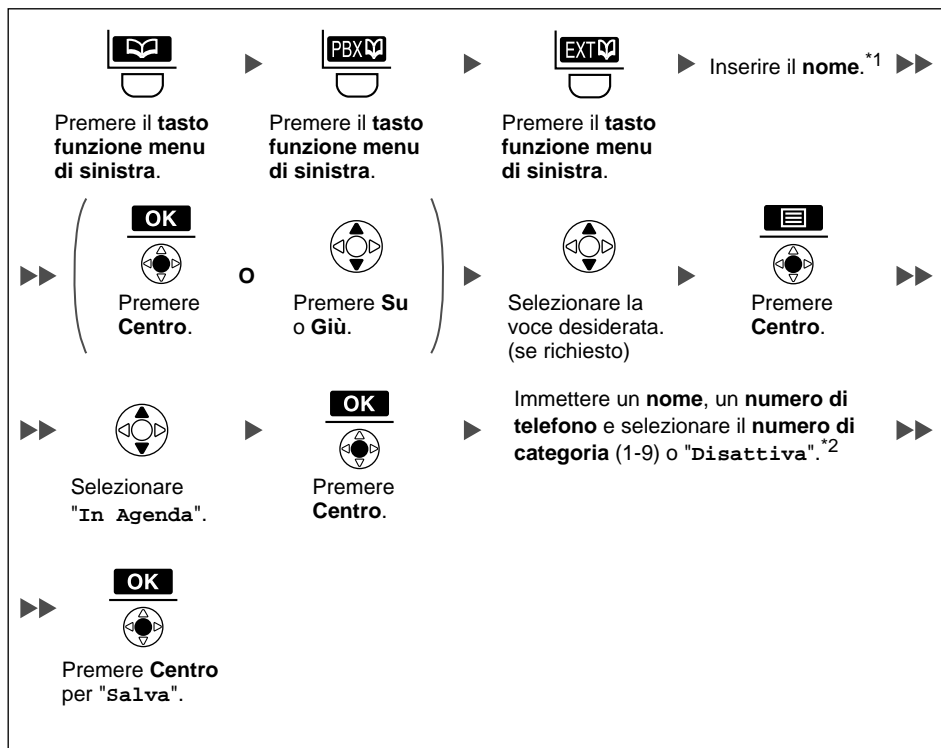 PBX
EXT
Inserire il nome.*1
Premere il tasto
funzione menu
di sinistra.
Premere il tasto
funzione menu
di sinistra.
Premere il tasto
funzione menu
di sinistra.
OK
Premere
Centro.
O
Premere Su
o Giù.
Selezionare la
voce desiderata.
(se richiesto)
Premere
Centro.
Selezionare
"In Agenda".
OK
Premere
Centro.
Immettere un nome, un numero di
telefono e selezionare il numero di
categoria (1-9) o "Disattiva".*2
OK
Premere Centro
per "Salva".